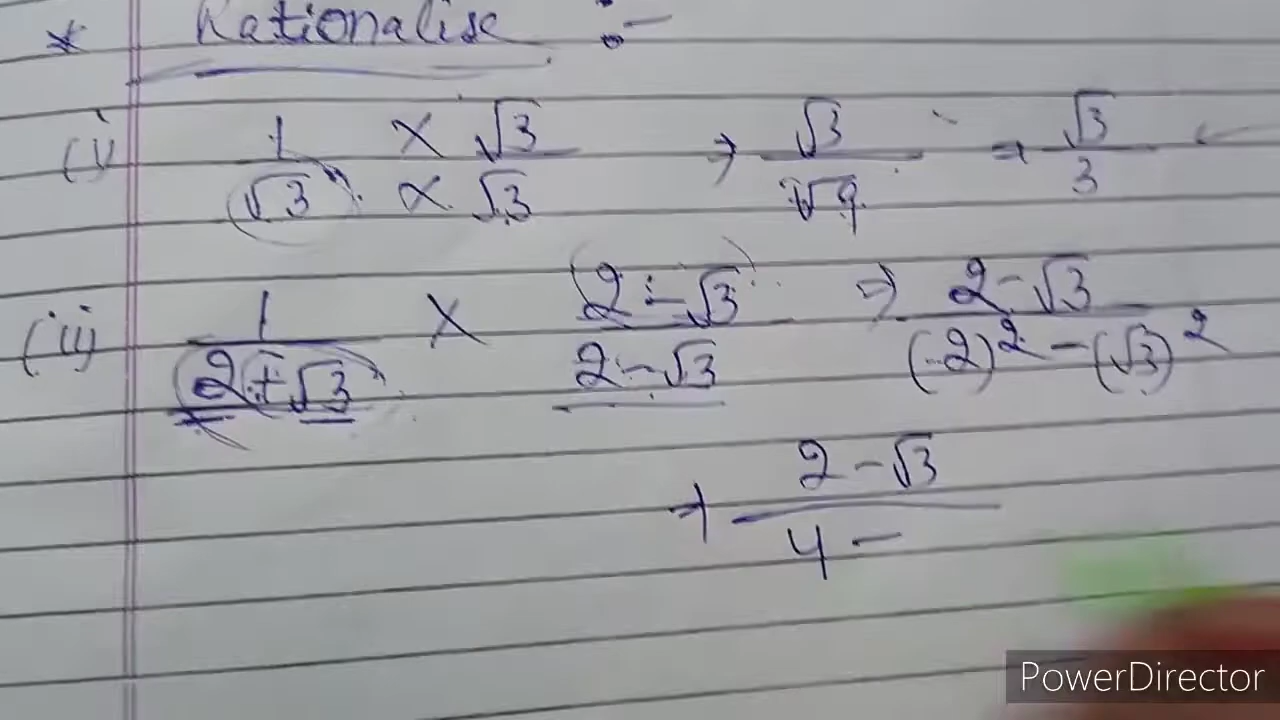 * Rationalise :-
(i) 1/√3 × √3/√3 ⇒ √3/√9 ⇒ √3/3
(ii) 1/(2+√3) × (2-√3)/(2-√3) ⇒ (2-√3)/((-2)² - (√3)²)
→ (2-√3)/(4-
PowerDirector